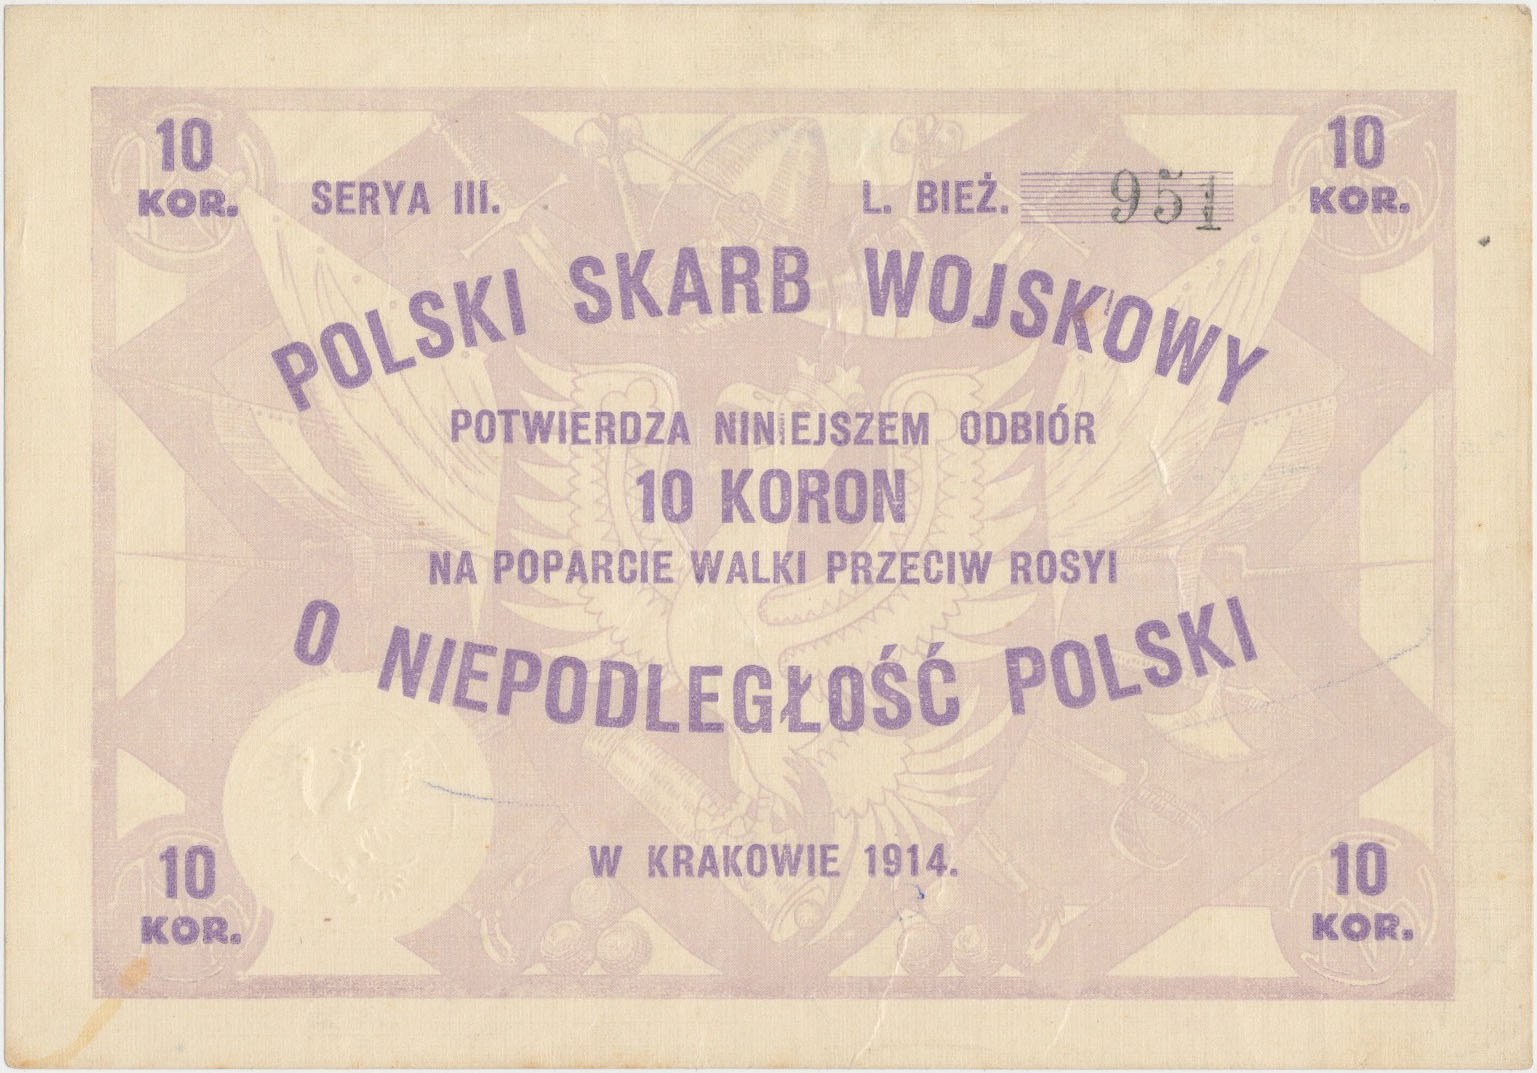 10 KOR.
10 KOR.
SERYA III. L. BIEŻ. 951
POLSKI SKARB WOJSKOWY
POTWIERDZA NINIEJSZEM ODBIÓR
10 KORON
NA POPARCIE WALKI PRZECIW ROSYI
O NIEPODLEGŁOŚĆ POLSKI
W KRAKOWIE 1914.
10 KOR.
10 KOR.